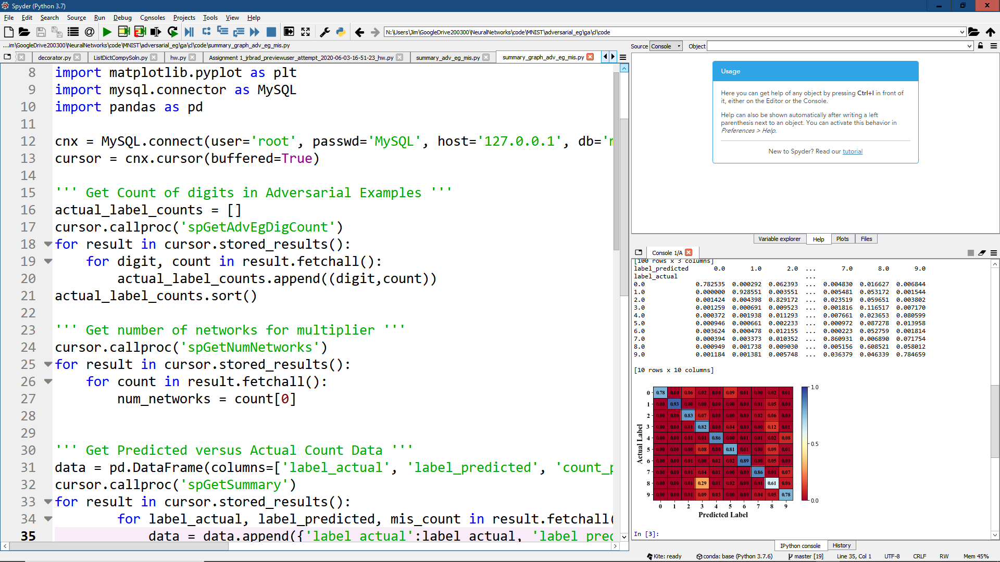 Spyder (Python 3.7)
File Edit Search Source Run Debug Consoles Projects Tools View Help
N:\Users\Jim\GoogleDrive200300\NeuralNetworks\code\MNIST\adversarial_eg\ga\cl\code
...im\GoogleDrive200300\NeuralNetworks\code\MNIST\adversarial_eg\ga\cl\code\summary_graph_adv_eg_mis.py
decorator.py ListDictCompySoln.py hw.py Assignment 1_jrbrad_previewuser_attempt_2020-06-03-16-51-23_hw.py summary_adv_eg_mis.py summary_graph_adv_eg_mis.py
8 import matplotlib.pyplot as plt
9 import mysql.connector as MySQL
10 import pandas as pd
11
12 cnx = MySQL.connect(user='root', passwd='MySQL', host='127.0.0.1', db='
13 cursor = cnx.cursor(buffered=True)
14
15 ''' Get Count of digits in Adversarial Examples '''
16 actual_label_counts = []
17 cursor.callproc('spGetAdvEgDigCount')
18 for result in cursor.stored_results():
19 for digit, count in result.fetchall():
20 actual_label_counts.append((digit,count))
21 actual_label_counts.sort()
22
23 ''' Get number of networks for multiplier '''
24 cursor.callproc('spGetNumNetworks')
25 for result in cursor.stored_results():
26 for count in result.fetchall():
27 num_networks = count[0]
28
29
30 ''' Get Predicted versus Actual Count Data '''
31 data = pd.DataFrame(columns=['label_actual', 'label_predicted', 'count_p
32 cursor.callproc('spGetSummary')
33 for result in cursor.stored_results():
34 for label_actual, label_predicted, mis_count in result.fetchall(
35 data = data.append({'label_actual':label_actual, 'label_pred
Source Console Object
Usage
Here you can get help of any object by pressing Ctrl+I in front of
it, either on the Editor or the Console.
Help can also be shown automatically after writing a left
parenthesis next to an object. You can activate this behavior in
Preferences > Help.
New to Spyder? Read our tutorial
Variable explorer Help Plots Files
Console 1/A
[100 rows x 3 columns]
label_predicted 0.0 1.0 2.0 ... 7.0 8.0 9.0
label_actual ...
0.0 0.782535 0.000292 0.062393 ... 0.004830 0.016627 0.006844
1.0 0.000000 0.928551 0.003551 ... 0.005481 0.053172 0.001544
2.0 0.001424 0.004398 0.829172 ... 0.023519 0.059651 0.003802
3.0 0.001259 0.000691 0.009523 ... 0.001816 0.116517 0.007170
4.0 0.000372 0.001938 0.011293 ... 0.007661 0.023653 0.080599
5.0 0.000946 0.000661 0.002233 ... 0.000972 0.087278 0.013958
6.0 0.003624 0.000478 0.012155 ... 0.000223 0.052759 0.001814
7.0 0.000394 0.003373 0.010352 ... 0.860931 0.006890 0.071754
8.0 0.000949 0.001738 0.009030 ... 0.005156 0.608521 0.058012
9.0 0.001184 0.001381 0.005748 ... 0.036379 0.046339 0.784659
[10 rows x 10 columns]
Actual Label
0 0.78 0.00 0.06 0.02 0.00 0.09 0.01 0.00 0.02 0.01
1 0.00 0.93 0.00 0.00 0.00 0.00 0.00 0.01 0.05 0.00
2 0.00 0.00 0.83 0.07 0.00 0.00 0.00 0.02 0.06 0.00
3 0.00 0.00 0.01 0.82 0.00 0.04 0.00 0.00 0.12 0.01
4 0.00 0.00 0.01 0.01 0.86 0.00 0.01 0.01 0.02 0.08
5 0.00 0.00 0.00 0.08 0.00 0.81 0.01 0.00 0.09 0.01
6 0.00 0.00 0.01 0.00 0.02 0.02 0.89 0.00 0.05 0.00
7 0.00 0.00 0.01 0.04 0.01 0.00 0.00 0.86 0.01 0.07
8 0.00 0.00 0.01 0.29 0.01 0.02 0.00 0.01 0.61 0.06
9 0.00 0.00 0.01 0.09 0.03 0.00 0.00 0.04 0.05 0.78
0 1 2 3 4 5 6 7 8 9
Predicted Label
1.0
0.5
0.0
In [3]:
IPython console History
Kite: ready conda: base (Python 3.7.6) master [19] Line 35, Col 1 UTF-8 CRLF RW Mem 45%